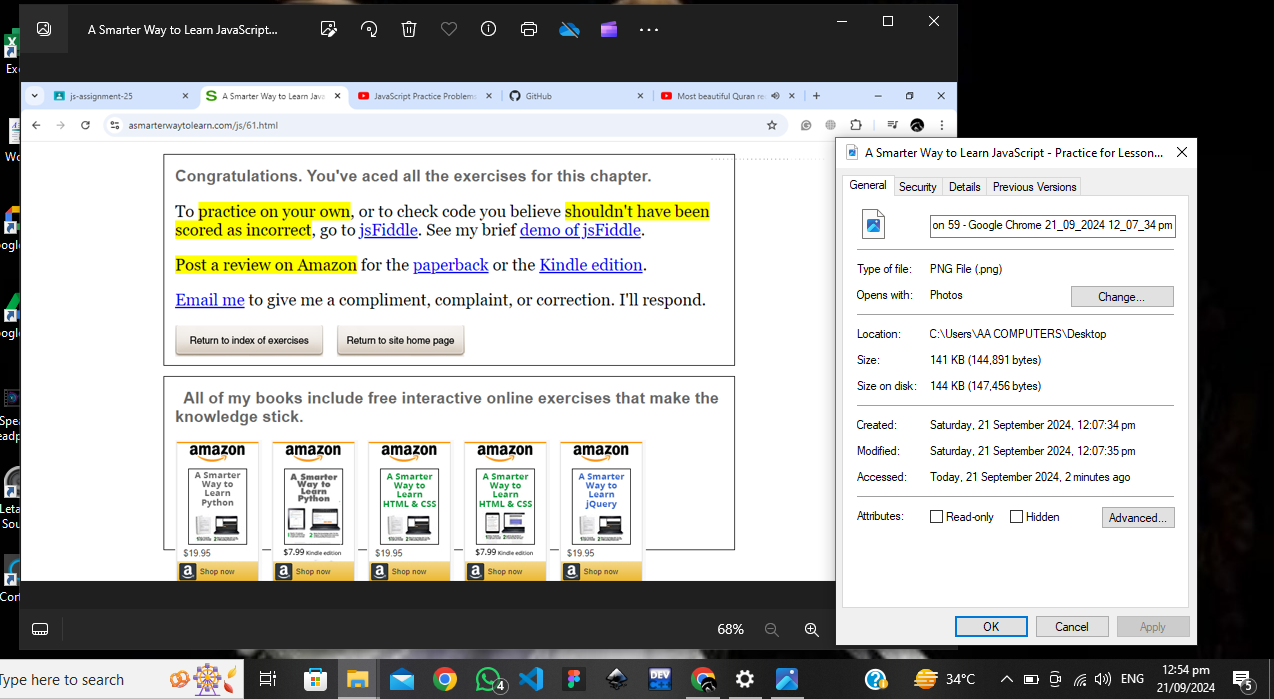 A Smarter Way to Learn JavaScript...
js-assignment-25
A Smarter Way to Learn Java
JavaScript Practice Problem
GitHub
Most beautiful Quran re
asmarterwaytolearn.com/js/61.html
Congratulations. You've aced all the exercises for this chapter.
To practice on your own, or to check code you believe shouldn't have been
scored as incorrect, go to jsFiddle. See my brief demo of jsFiddle.
Post a review on Amazon for the paperback or the Kindle edition.
Email me to give me a compliment, complaint, or correction. I'll respond.
Return to index of exercises
Return to site home page
All of my books include free interactive online exercises that make the
knowledge stick.
amazon
A Smarter
Way to
Learn
Python
$19.95
a Shop now
amazon
A Smarter
Way to
Learn
Python
$7.99 Kindle edition
a Shop now
amazon
A Smarter
Way to
Learn
HTML & CSS
$19.95
a Shop now
amazon
A Smarter
Way to
Learn
HTML & CSS
$7.99 Kindle edition
a Shop now
amazon
A Smarter
Way to
Learn
jQuery
$19.95
a Shop now
68%
A Smarter Way to Learn JavaScript - Practice for Lesson...
General
Security
Details
Previous Versions
on 59 - Google Chrome 21_09_2024 12_07_34 pm
Type of file: PNG File (.png)
Opens with: Photos
Change...
Location: C:\Users\AA COMPUTERS\Desktop
Size: 141 KB (144,891 bytes)
Size on disk: 144 KB (147,456 bytes)
Created: Saturday, 21 September 2024, 12:07:34 pm
Modified: Saturday, 21 September 2024, 12:07:35 pm
Accessed: Today, 21 September 2024, 2 minutes ago
Attributes: Read-only Hidden
Advanced...
OK
Cancel
Apply
Type here to search
4
DEV
34°C
ENG
12:54 pm
21/09/2024
5